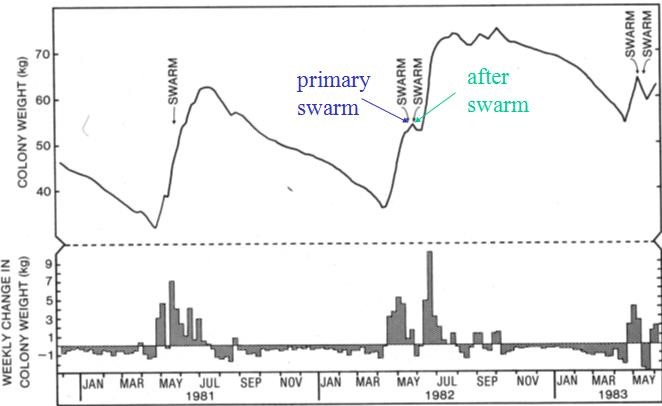 COLONY WEIGHT (kg)
70
60
50
40
SWARM
primary
swarm
SWARM
SWARM
after
swarm
SWARM
SWARM
WEEKLY CHANGE IN
COLONY WEIGHT (kg)
9
7
5
3
1
−1
JAN MAR MAY JUL SEP NOV JAN MAR MAY JUL SEP NOV JAN MAR MAY
1981 1982 1983